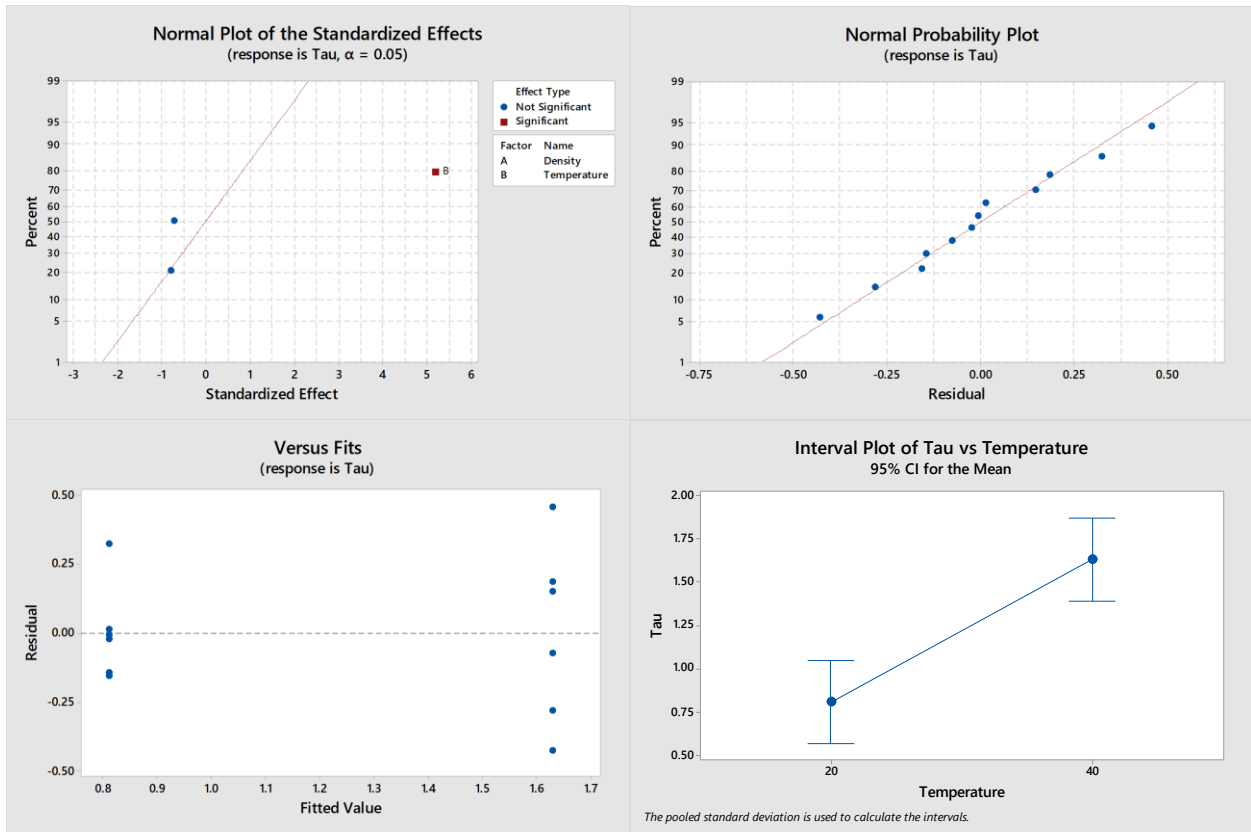 Normal Plot of the Standardized Effects
(response is Tau, α = 0.05)
99
95
90
80
70
60
50
40
30
20
10
5
1
Percent
-3 -2 -1 0 1 2 3 4 5 6
Standardized Effect
B
Effect Type
Not Significant
Significant
Factor Name
A Density
B Temperature
Normal Probability Plot
(response is Tau)
99
95
90
80
70
60
50
40
30
20
10
5
1
Percent
-0.75 -0.50 -0.25 0.00 0.25 0.50
Residual
Versus Fits
(response is Tau)
0.50
0.25
0.00
-0.25
-0.50
Residual
0.8 0.9 1.0 1.1 1.2 1.3 1.4 1.5 1.6 1.7
Fitted Value
Interval Plot of Tau vs Temperature
95% CI for the Mean
2.00
1.75
1.50
1.25
1.00
0.75
0.50
Tau
20 40
Temperature
The pooled standard deviation is used to calculate the intervals.